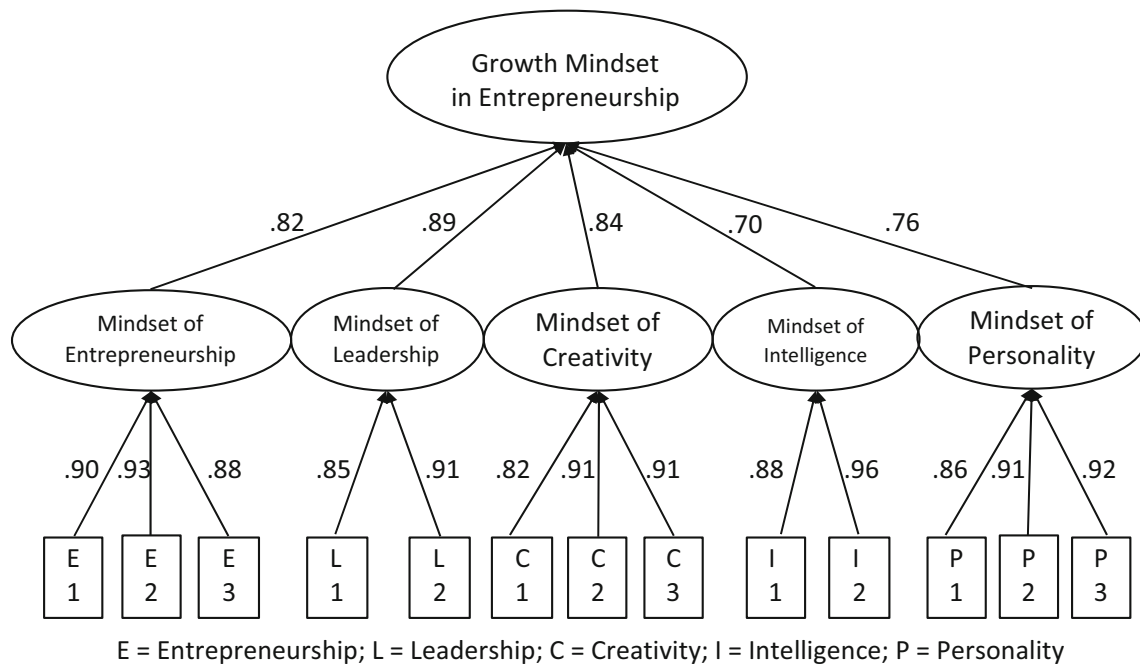 Growth Mindset
in Entrepreneurship
.82
.89
.84
.70
.76
Mindset of
Entrepreneurship
Mindset of
Leadership
Mindset of
Creativity
Mindset of
Intelligence
Mindset of
Personality
.90
.93
.88
.85
.91
.82
.91
.91
.88
.96
.86
.91
.92
E
1
E
2
E
3
L
1
L
2
C
1
C
2
C
3
I
1
I
2
P
1
P
2
P
3
E = Entrepreneurship; L = Leadership; C = Creativity; I = Intelligence; P = Personality